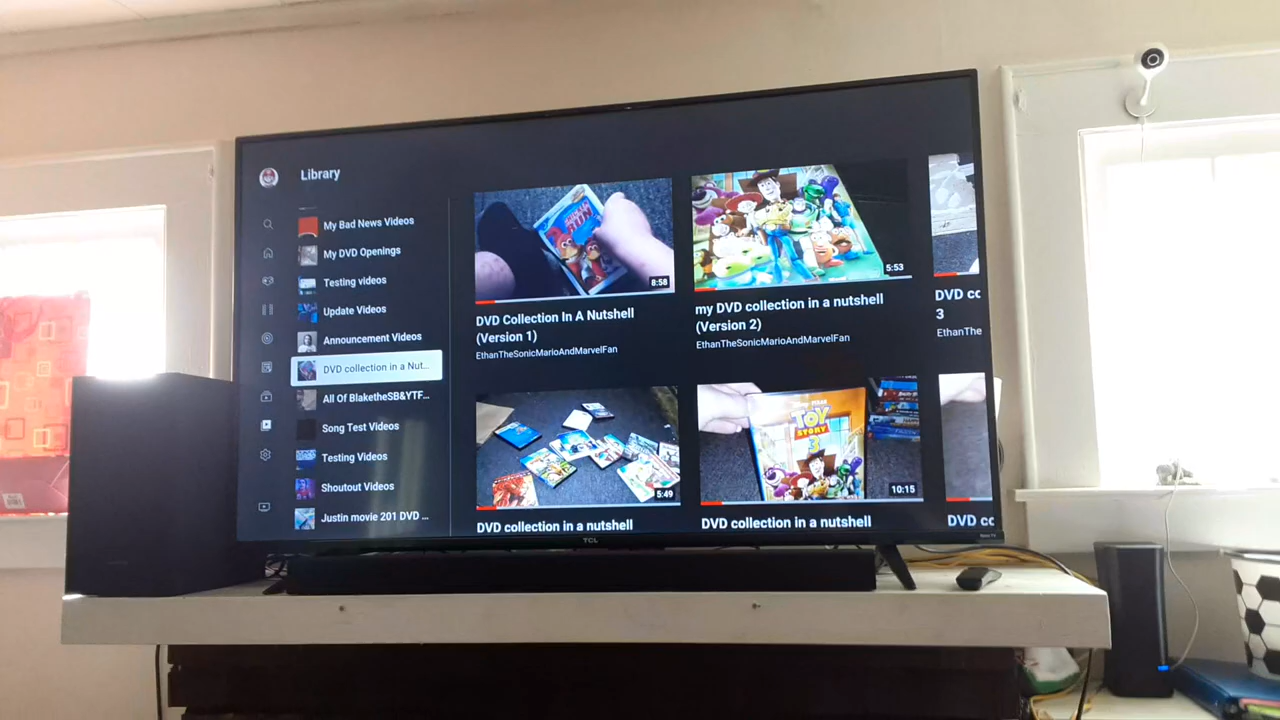 Library
My Bad News Videos
My DVD Openings
Testing videos
Update Videos
Announcement Videos
DVD collection in a Nut...
All Of BlaketheSB&YTF...
Song Test Videos
Testing Videos
Shoutout Videos
Justin movie 201 DVD ...
8:58
DVD Collection In A Nutshell
(Version 1)
EthanTheSonicMarioAndMarvelFan
5:53
my DVD collection in a nutshell
(Version 2)
EthanTheSonicMarioAndMarvelFan
DVD cc
3
EthanThe
5:49
DVD collection in a nutshell
TOY
STORY
3
10:15
DVD collection in a nutshell
DVD cc
TCL